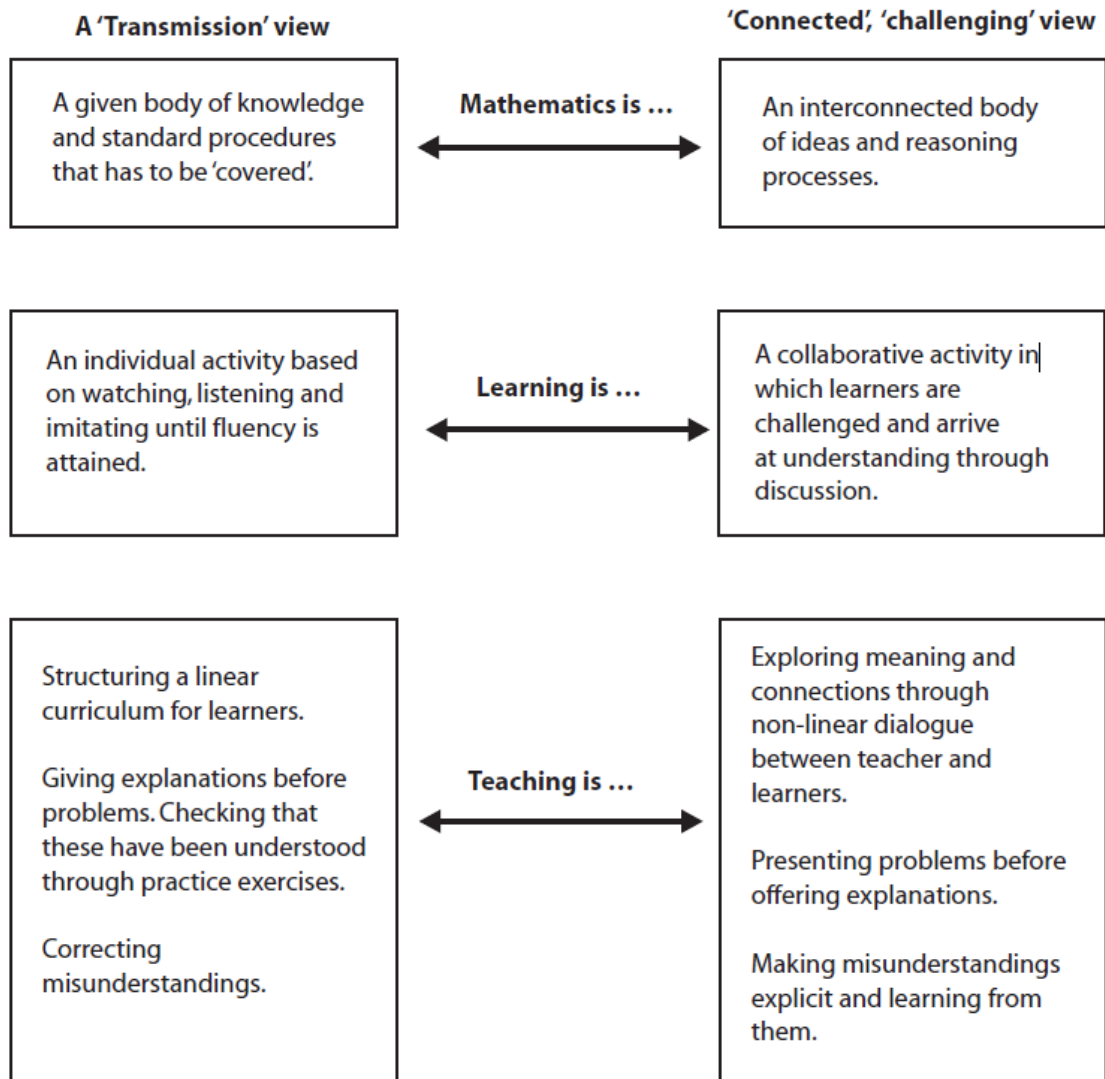 A ‘Transmission’ view
‘Connected’, ‘challenging’ view
A given body of knowledge
and standard procedures
that has to be ‘covered’.
Mathematics is …
An interconnected body
of ideas and reasoning
processes.
An individual activity based
on watching, listening and
imitating until fluency is
attained.
Learning is …
A collaborative activity in
which learners are
challenged and arrive
at understanding through
discussion.
Structuring a linear
curriculum for learners.
Giving explanations before
problems. Checking that
these have been understood
through practice exercises.
Correcting
misunderstandings.
Teaching is …
Exploring meaning and
connections through
non-linear dialogue
between teacher and
learners.
Presenting problems before
offering explanations.
Making misunderstandings
explicit and learning from
them.